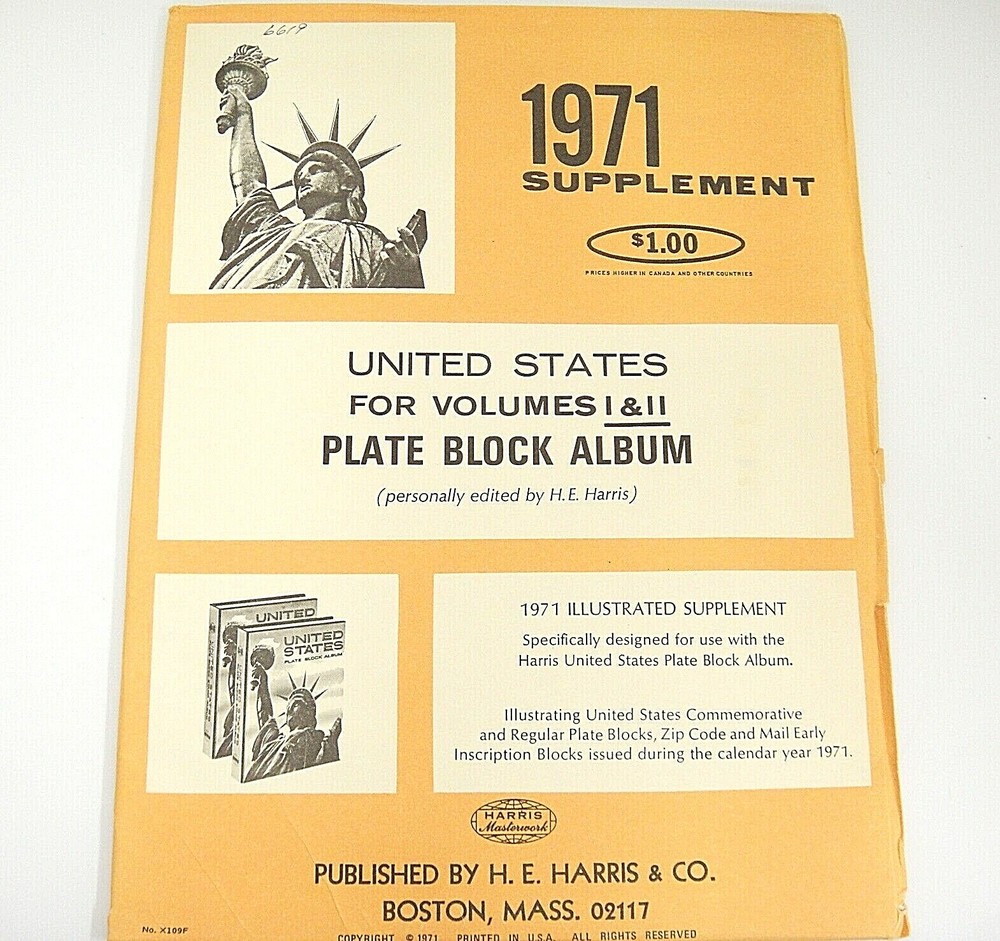 6619
1971
SUPPLEMENT
$1.00
PRICES HIGHER IN CANADA AND OTHER COUNTRIES
UNITED STATES
FOR VOLUMES I & II
PLATE BLOCK ALBUM
(personally edited by H.E. Harris)
UNITED
UNITED
STATES
PLATE BLOCK ALBUM
1971 ILLUSTRATED SUPPLEMENT
Specifically designed for use with the
Harris United States Plate Block Album.
Illustrating United States Commemorative
and Regular Plate Blocks, Zip Code and Mail Early
Inscription Blocks issued during the calendar year 1971.
HARRIS
Masterwork
PUBLISHED BY H. E. HARRIS & CO.
BOSTON, MASS. 02117
No. X109F
COPYRIGHT © 1971 PRINTED IN U.S.A. ALL RIGHTS RESERVED